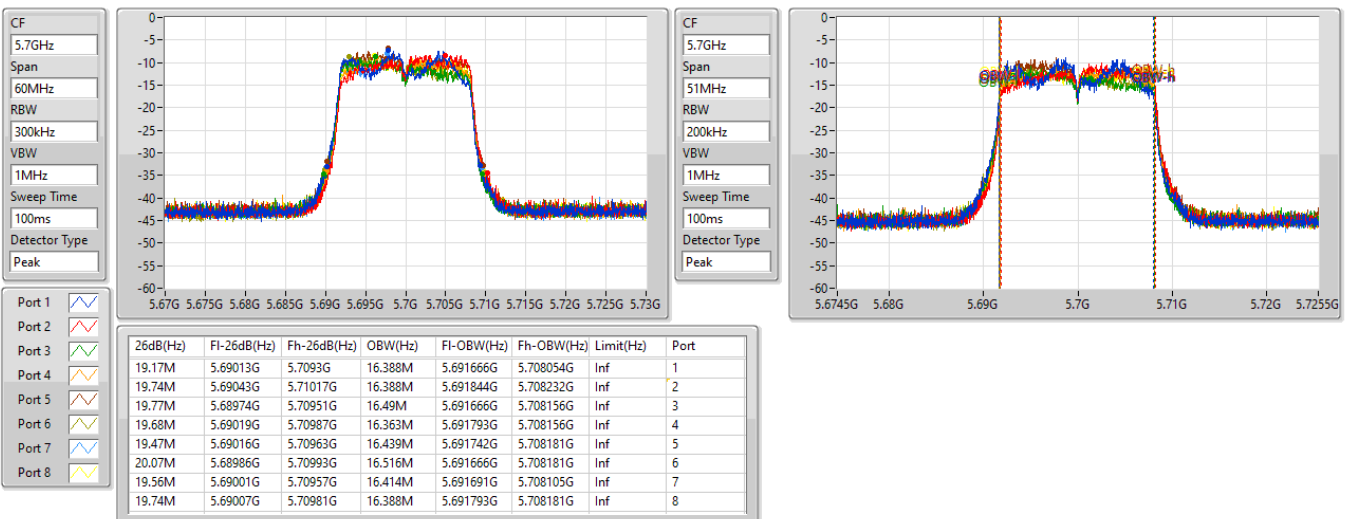 CF
5.7GHz
Span
60MHz
RBW
300kHz
VBW
1MHz
Sweep Time
100ms
Detector Type
Peak
0-
-5-
-10-
-15-
-20-
-25-
-30-
-35-
-40-
-45-
-50-
-55-
-60-
5.67G 5.675G 5.68G 5.685G 5.69G 5.695G 5.7G 5.705G 5.71G 5.715G 5.72G 5.725G 5.73G
CF
5.7GHz
Span
51MHz
RBW
200kHz
VBW
1MHz
Sweep Time
100ms
Detector Type
Peak
0-
-5-
-10-
-15-
-20-
-25-
-30-
-35-
-40-
-45-
-50-
-55-
-60-
OBW-h
5.6745G 5.68G 5.69G 5.7G 5.71G 5.72G 5.7255G
Port 1
Port 2
Port 3
Port 4
Port 5
Port 6
Port 7
Port 8
26dB(Hz) Fl-26dB(Hz) Fh-26dB(Hz) OBW(Hz) Fl-OBW(Hz) Fh-OBW(Hz) Limit(Hz) Port
19.17M 5.69013G 5.7093G 16.388M 5.691666G 5.708054G Inf 1
19.74M 5.69043G 5.71017G 16.388M 5.691844G 5.708232G Inf 2
19.77M 5.68974G 5.70951G 16.49M 5.691666G 5.708156G Inf 3
19.68M 5.69019G 5.70987G 16.363M 5.691793G 5.708156G Inf 4
19.47M 5.69016G 5.70963G 16.439M 5.691742G 5.708181G Inf 5
20.07M 5.68986G 5.70993G 16.516M 5.691666G 5.708181G Inf 6
19.56M 5.69001G 5.70957G 16.414M 5.691691G 5.708105G Inf 7
19.74M 5.69007G 5.70981G 16.388M 5.691793G 5.708181G Inf 8